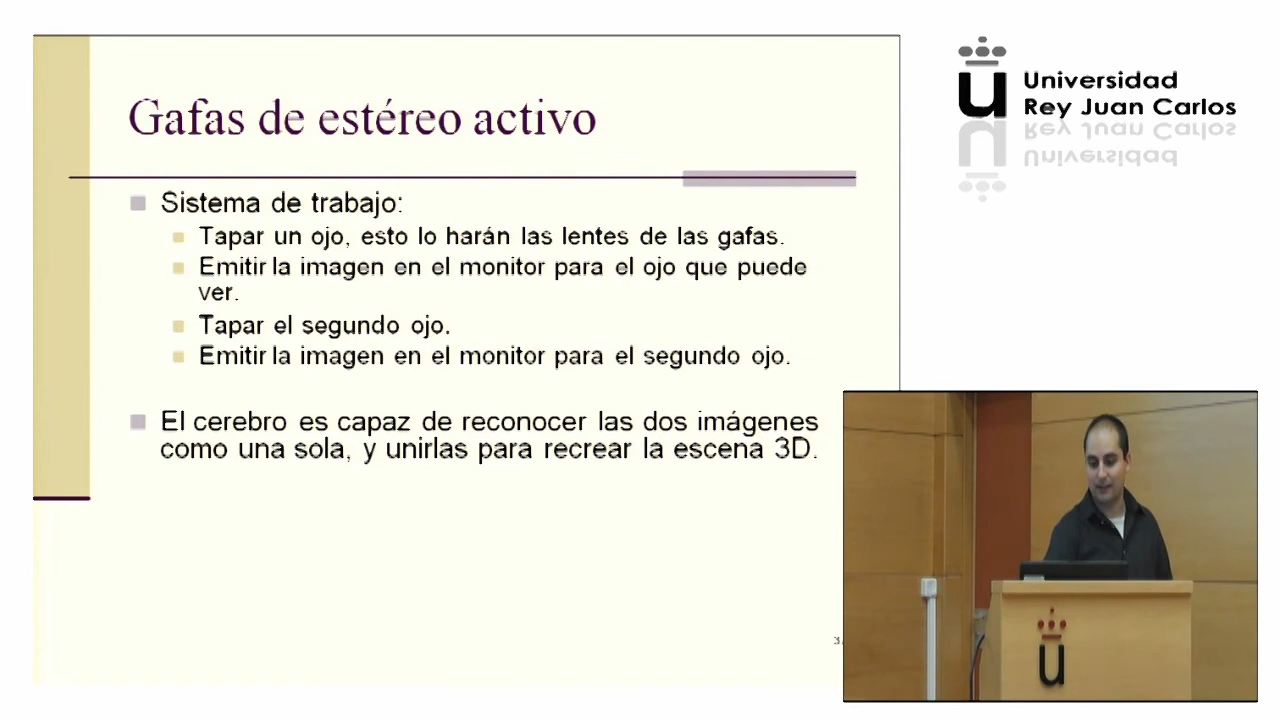 Gafas de estéreo activo
Sistema de trabajo:
Tapar un ojo, esto lo harán las lentes de las gafas.
Emitir la imagen en el monitor para el ojo que puede
ver.
Tapar el segundo ojo.
Emitir la imagen en el monitor para el segundo ojo.
El cerebro es capaz de reconocer las dos imágenes
como una sola, y unirlas para recrear la escena 3D.
Universidad
Rey Juan Carlos
u